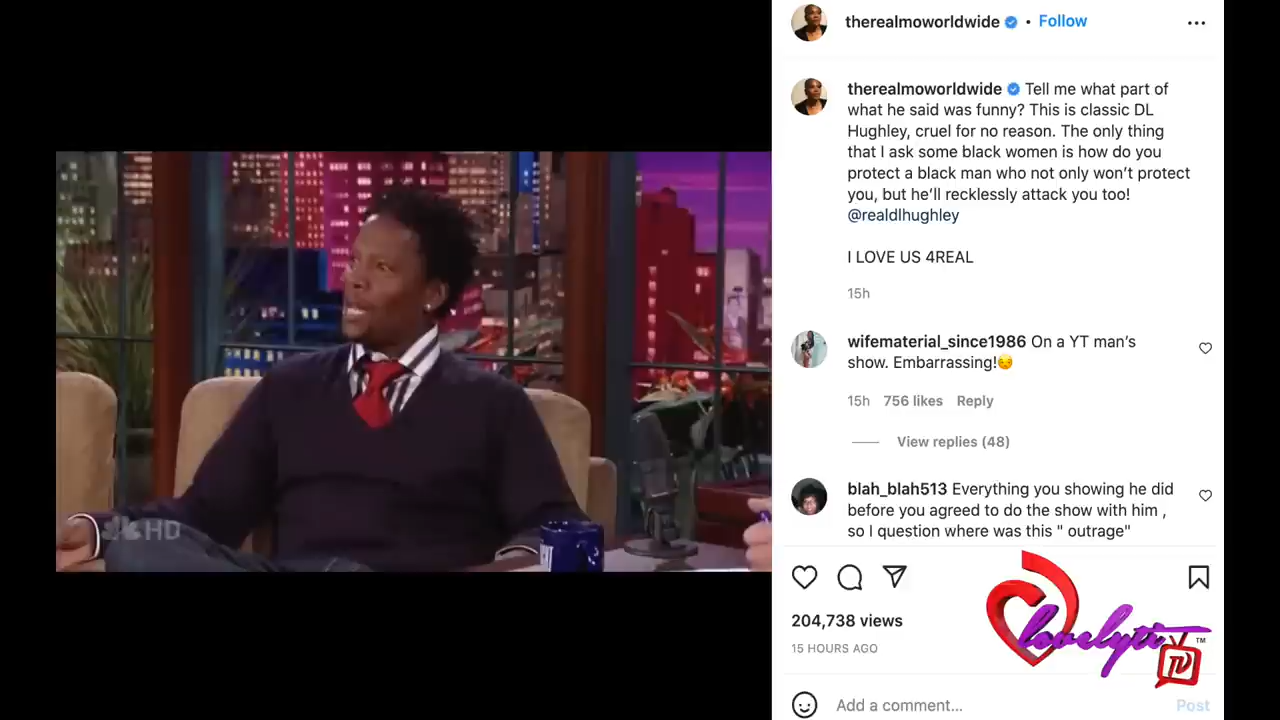 therealmoworldwide • Follow
therealmoworldwide Tell me what part of
what he said was funny? This is classic DL
Hughley, cruel for no reason. The only thing
that I ask some black women is how do you
protect a black man who not only won’t protect
you, but he’ll recklessly attack you too!
@realdlhughley
I LOVE US 4REAL
15h
wifematerial_since1986 On a YT man’s
show. Embarrassing!😔
15h 756 likes Reply
View replies (48)
blah_blah513 Everything you showing he did
before you agreed to do the show with him ,
so I question where was this " outrage"
204,738 views
15 HOURS AGO
Add a comment... Post
HD
lovelyti TV ™